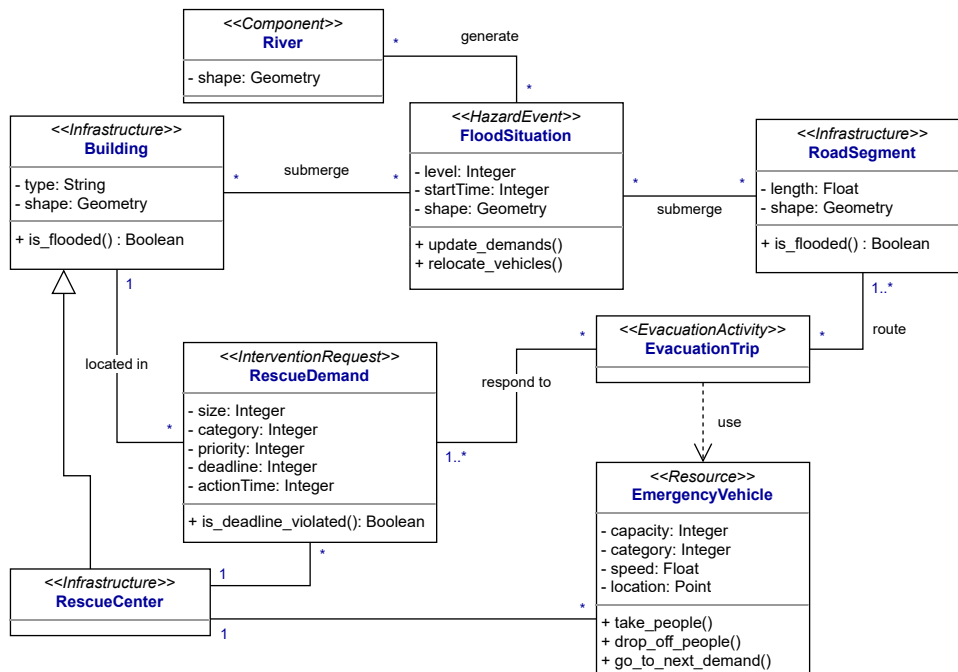 <<Component>>
River
- shape: Geometry
*
generate
*
<<Infrastructure>>
Building
- type: String
- shape: Geometry
+ is_flooded() : Boolean
*
submerge
*
<<HazardEvent>>
FloodSituation
- level: Integer
- startTime: Integer
- shape: Geometry
+ update_demands()
+ relocate_vehicles()
*
submerge
*
<<Infrastructure>>
RoadSegment
- length: Float
- shape: Geometry
+ is_flooded() : Boolean
1
located in
*
1..*
route
*
<<EvacuationActivity>>
EvacuationTrip
*
respond to
1..*
<<InterventionRequest>>
RescueDemand
- size: Integer
- category: Integer
- priority: Integer
- deadline: Integer
- actionTime: Integer
+ is_deadline_violated(): Boolean
use
<<Resource>>
EmergencyVehicle
- capacity: Integer
- category: Integer
- speed: Float
- location: Point
+ take_people()
+ drop_off_people()
+ go_to_next_demand()
*
1
<<Infrastructure>>
RescueCenter
1
*